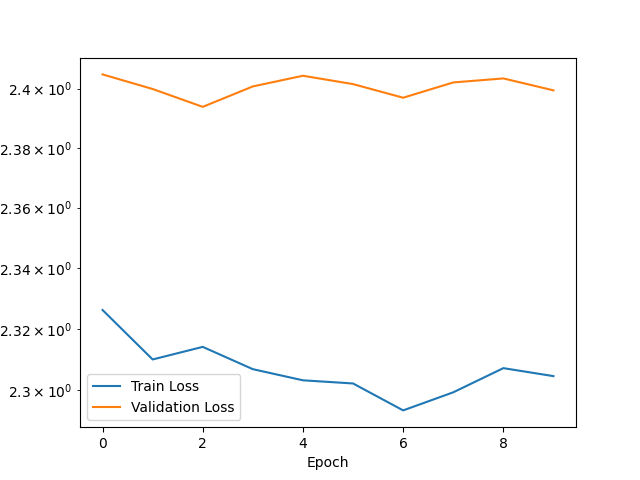 2.4 × 10⁰
2.38 × 10⁰
2.36 × 10⁰
2.34 × 10⁰
2.32 × 10⁰
2.3 × 10⁰
Train Loss
Validation Loss
0 2 4 6 8
Epoch